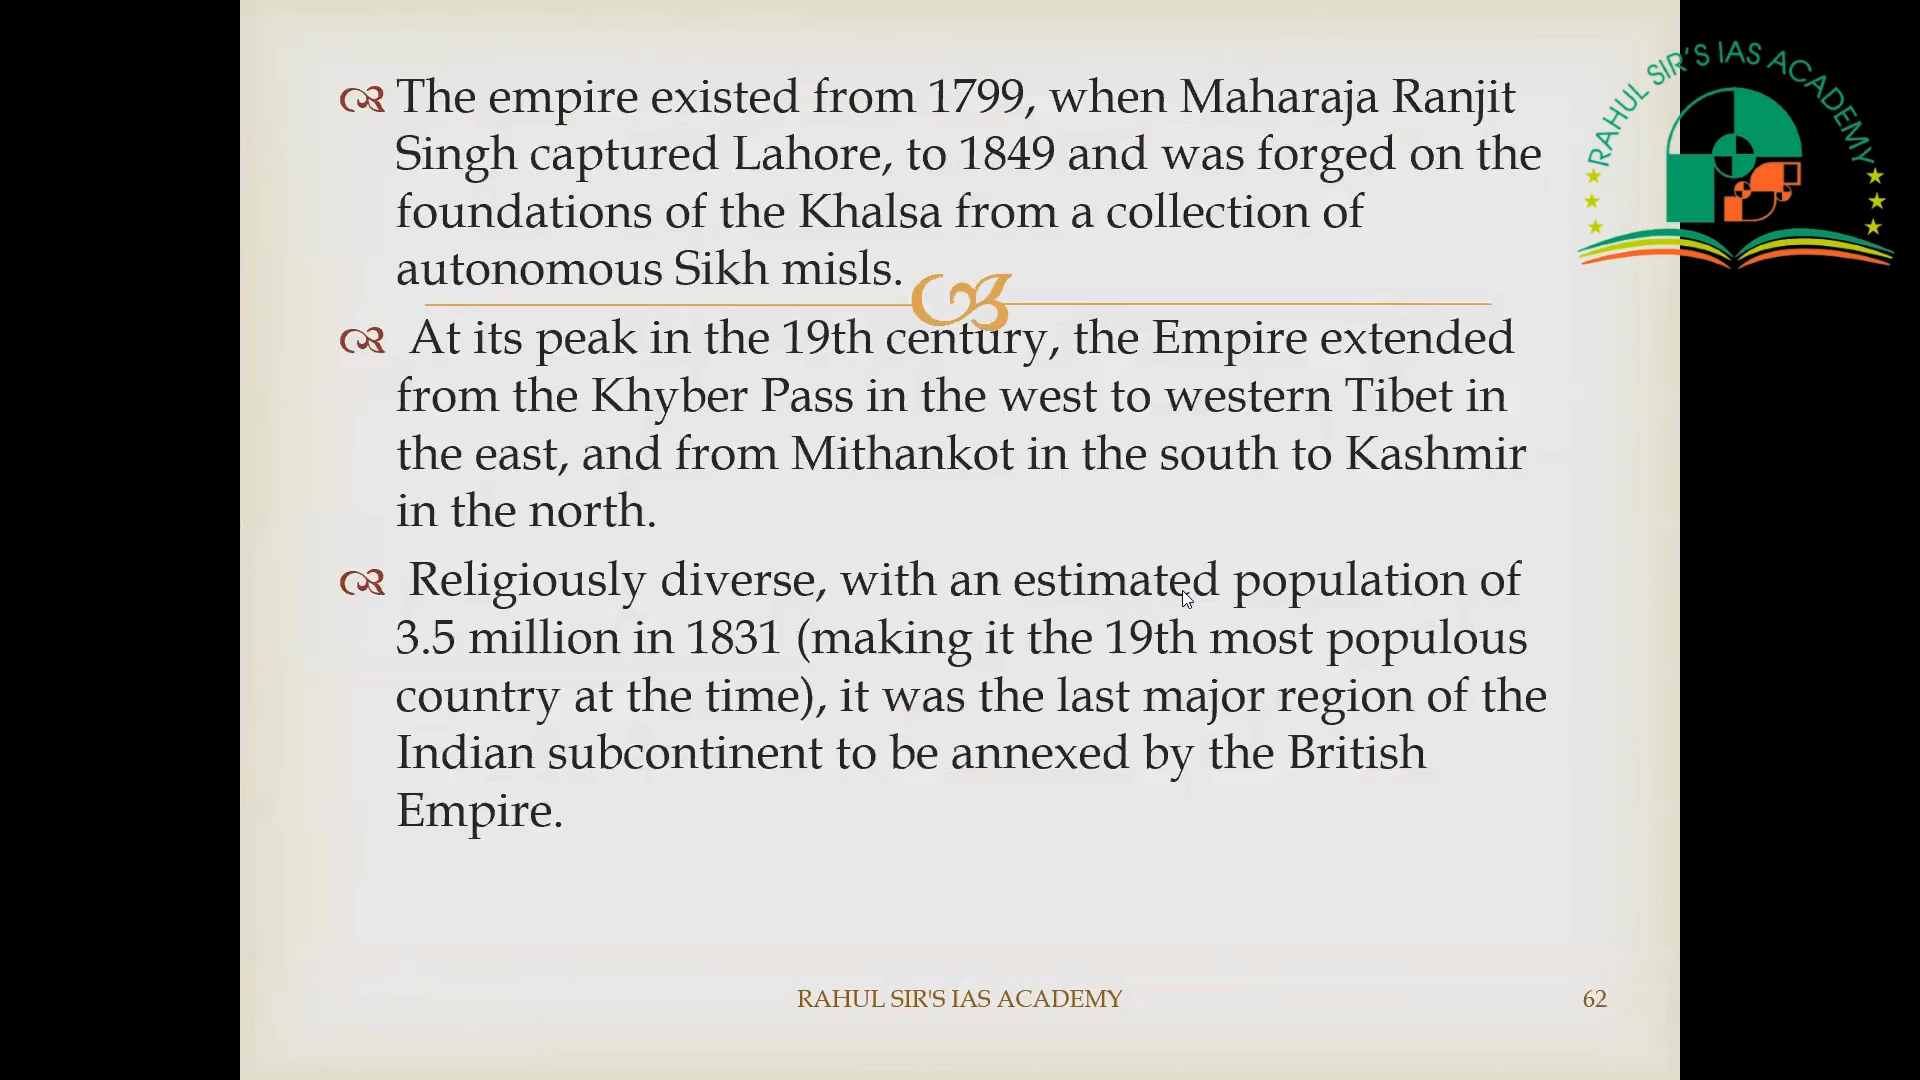 The empire existed from 1799, when Maharaja Ranjit
Singh captured Lahore, to 1849 and was forged on the
foundations of the Khalsa from a collection of
autonomous Sikh misls.
At its peak in the 19th century, the Empire extended
from the Khyber Pass in the west to western Tibet in
the east, and from Mithankot in the south to Kashmir
in the north.
Religiously diverse, with an estimated population of
3.5 million in 1831 (making it the 19th most populous
country at the time), it was the last major region of the
Indian subcontinent to be annexed by the British
Empire.
RAHUL SIR'S IAS ACADEMY
62
RAHUL SIR'S IAS ACADEMY